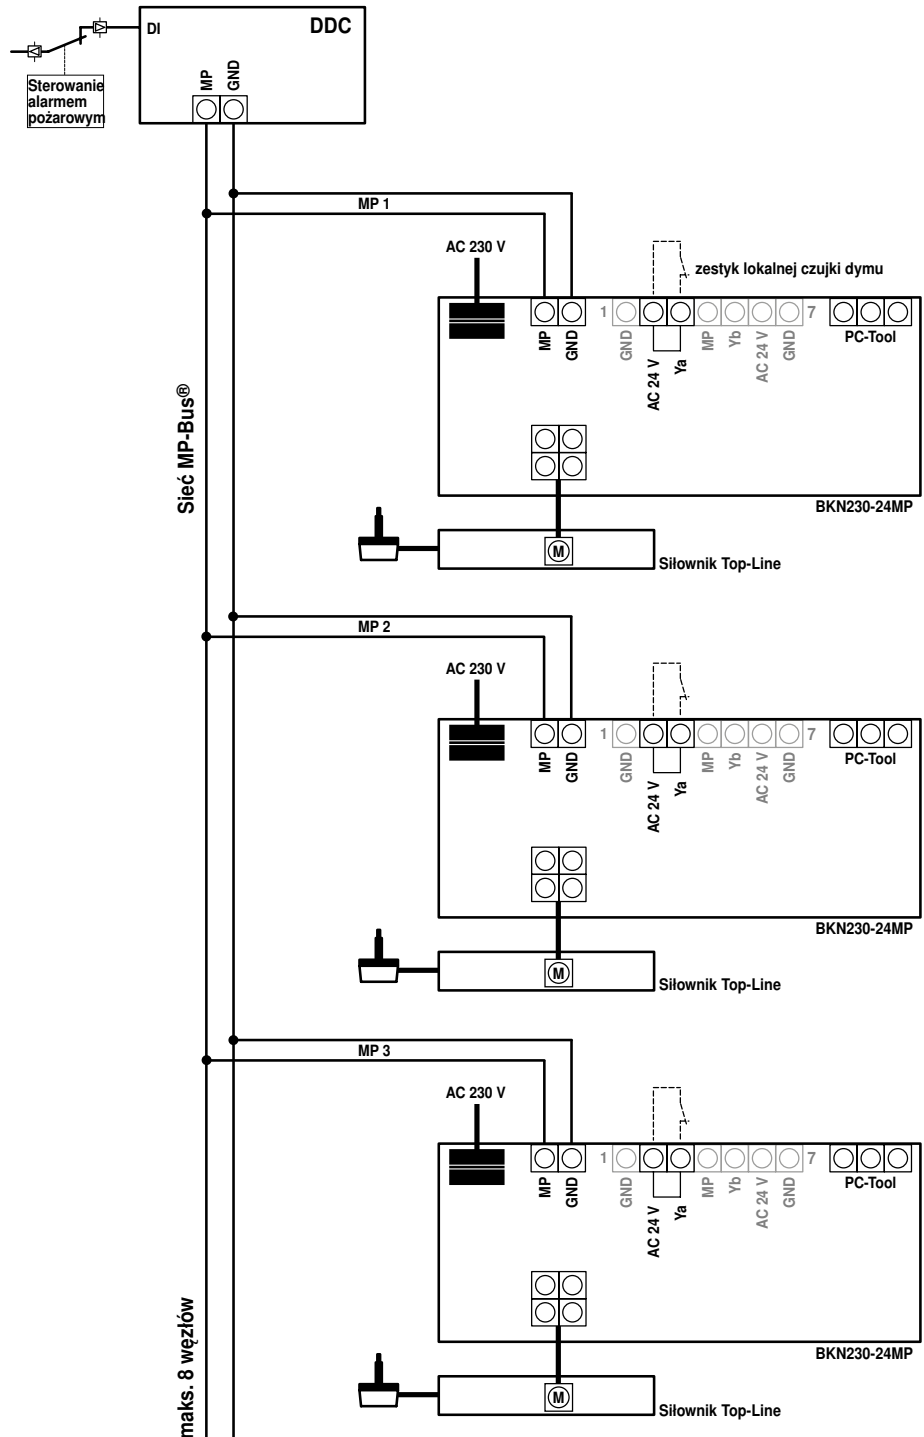 DI
DDC
MP
GND
Sterowanie
alarmem
pożarowym
MP 1
AC 230 V
zestyk lokalnej czujki dymu
1
7
MP
GND
GND
AC 24 V
Ya
MP
Yb
AC 24 V
GND
PC-Tool
Sieć MP-Bus®
BKN230-24MP
M
Siłownik Top-Line
MP 2
AC 230 V
1
7
MP
GND
GND
AC 24 V
Ya
MP
Yb
AC 24 V
GND
PC-Tool
BKN230-24MP
M
Siłownik Top-Line
MP 3
AC 230 V
1
7
MP
GND
GND
AC 24 V
Ya
MP
Yb
AC 24 V
GND
PC-Tool
maks. 8 węzłów
BKN230-24MP
M
Siłownik Top-Line